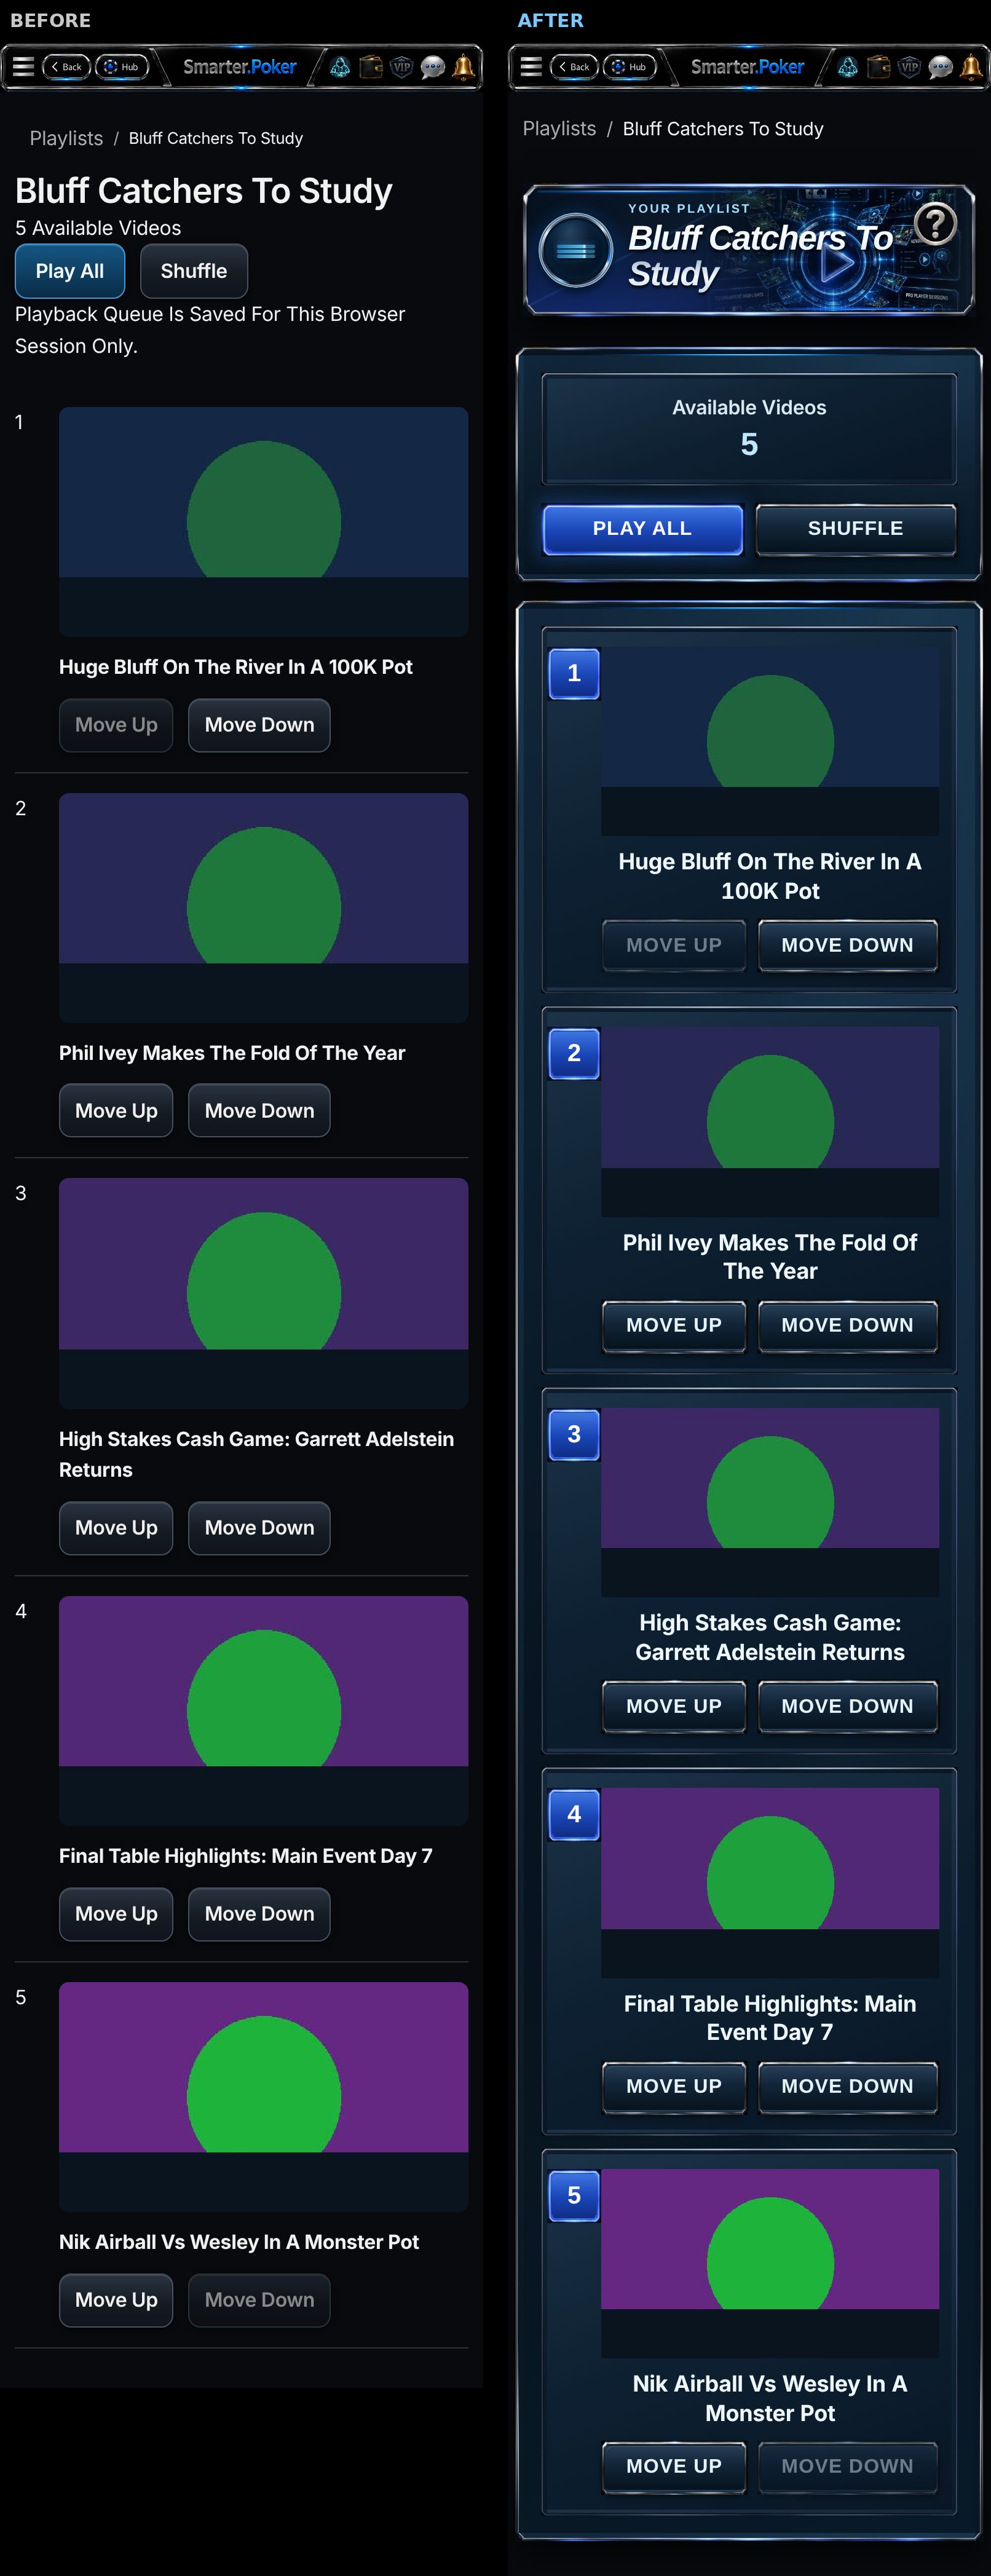 BEFORE
Back
Hub
Smarter.Poker
VIP
Playlists / Bluff Catchers To Study
Bluff Catchers To Study
5 Available Videos
Play All
Shuffle
Playback Queue Is Saved For This Browser
Session Only.
1
Huge Bluff On The River In A 100K Pot
Move Up
Move Down
2
Phil Ivey Makes The Fold Of The Year
Move Up
Move Down
3
High Stakes Cash Game: Garrett Adelstein
Returns
Move Up
Move Down
4
Final Table Highlights: Main Event Day 7
Move Up
Move Down
5
Nik Airball Vs Wesley In A Monster Pot
Move Up
Move Down
AFTER
Back
Hub
Smarter.Poker
VIP
Playlists / Bluff Catchers To Study
YOUR PLAYLIST
Bluff Catchers To
Study
?
PRO PLAYER SESSIONS
Available Videos
5
PLAY ALL
SHUFFLE
1
Huge Bluff On The River In A
100K Pot
MOVE UP
MOVE DOWN
2
Phil Ivey Makes The Fold Of
The Year
MOVE UP
MOVE DOWN
3
High Stakes Cash Game:
Garrett Adelstein Returns
MOVE UP
MOVE DOWN
4
Final Table Highlights: Main
Event Day 7
MOVE UP
MOVE DOWN
5
Nik Airball Vs Wesley In A
Monster Pot
MOVE UP
MOVE DOWN